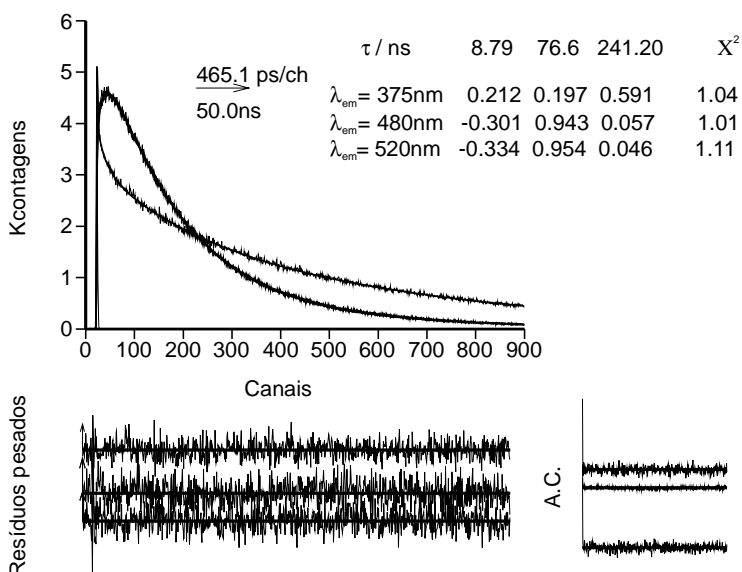 6
5
4
3
2
1
0
Kcontagens
465.1 ps/ch
50.0ns
τ / ns 8.79 76.6 241.20 X²
λem= 375nm 0.212 0.197 0.591 1.04
λem= 480nm -0.301 0.943 0.057 1.01
λem= 520nm -0.334 0.954 0.046 1.11
0 100 200 300 400 500 600 700 800 900
Canais
Resíduos pesados
A.C.